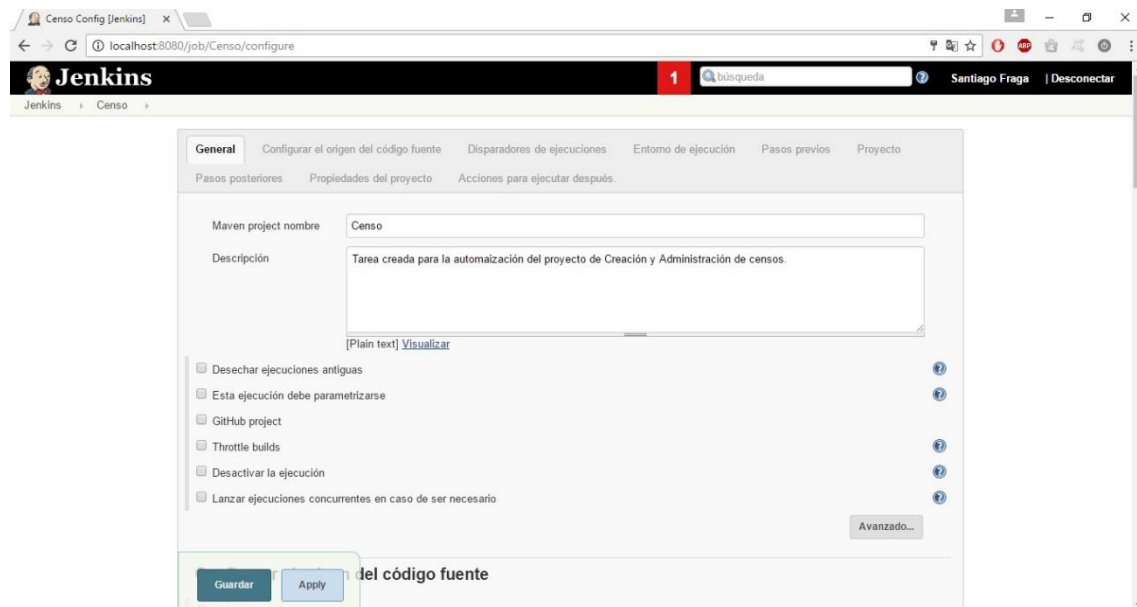 Censo Config [Jenkins]
localhost:8080/job/Censo/configure
ABP
Jenkins
1
búsqueda
Santiago Fraga | Desconectar
Jenkins Censo
General Configurar el origen del código fuente Disparadores de ejecuciones Entorno de ejecución Pasos previos Proyecto
Pasos posteriores Propiedades del proyecto Acciones para ejecutar después.
Maven project nombre Censo
Descripción Tarea creada para la automaización del proyecto de Creación y Administración de censos.
[Plain text] Visualizar
Desechar ejecuciones antiguas
Esta ejecución debe parametrizarse
GitHub project
Throttle builds
Desactivar la ejecución
Lanzar ejecuciones concurrentes en caso de ser necesario
Avanzado...
del código fuente
Guardar Apply